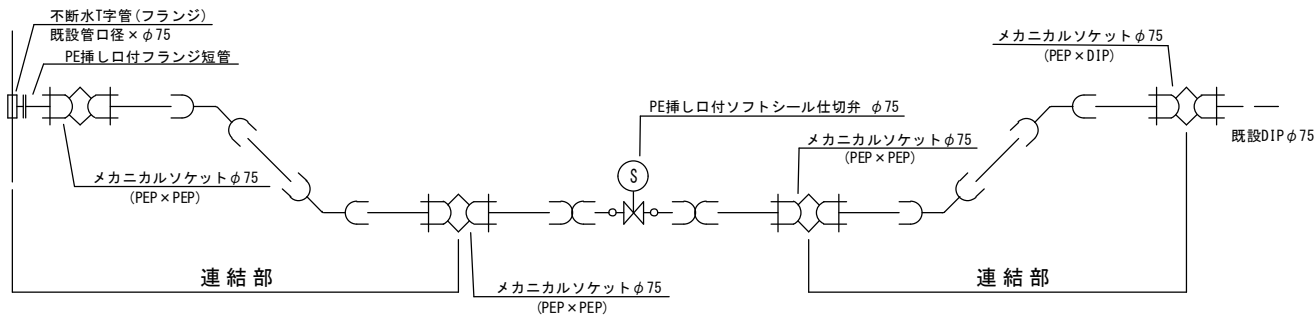 不断水T字管(フランジ)
既設管口径×φ75
PE挿し口付フランジ短管
メカニカルソケットφ75
(PEP×PEP)
連結部
メカニカルソケットφ75
(PEP×PEP)
PE挿し口付ソフトシール仕切弁 φ75
S
メカニカルソケットφ75
(PEP×PEP)
メカニカルソケットφ75
(PEP×DIP)
既設DIPφ75
連結部